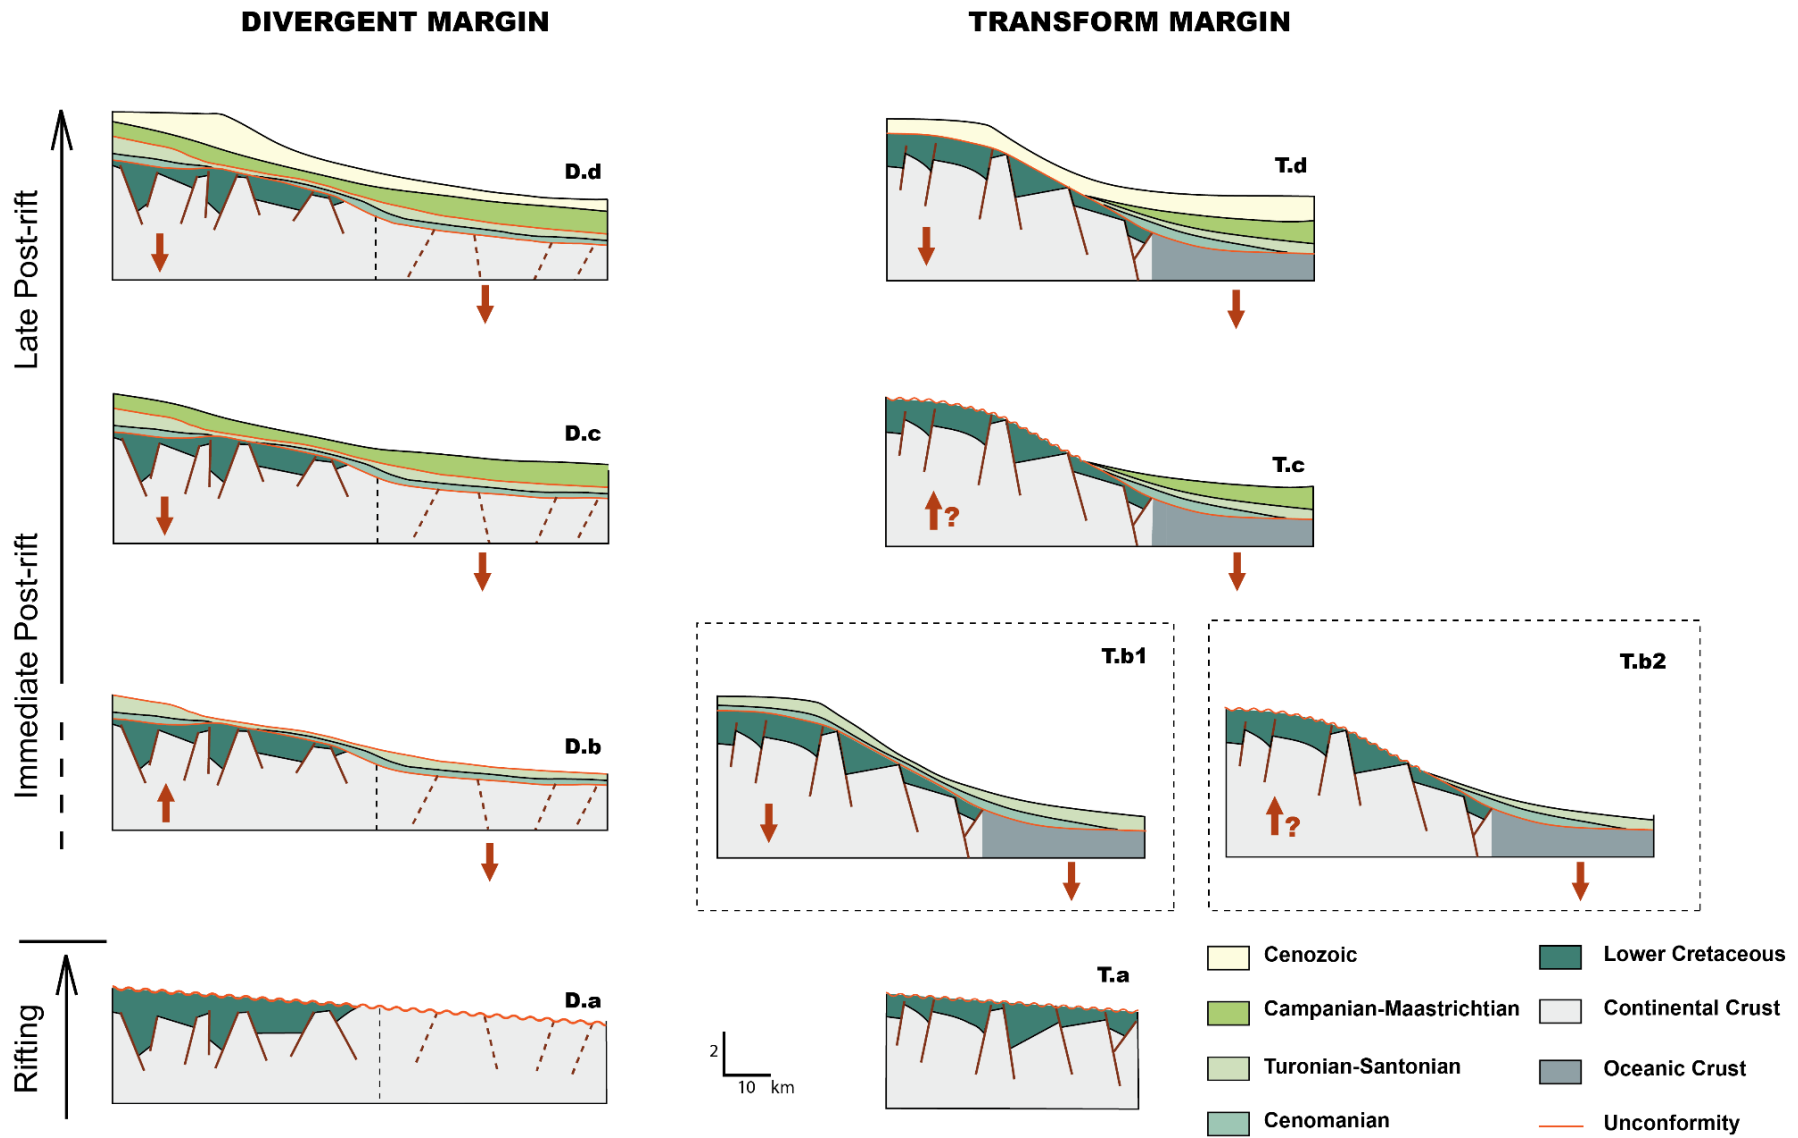 DIVERGENT MARGIN
TRANSFORM MARGIN
Late Post-rift
Immediate Post-rift
Rifting
D.d
T.d
D.c
T.c
?
D.b
T.b1
T.b2
?
D.a
T.a
2
10 km
Cenozoic
Campanian-Maastrichtian
Turonian-Santonian
Cenomanian
Lower Cretaceous
Continental Crust
Oceanic Crust
Unconformity